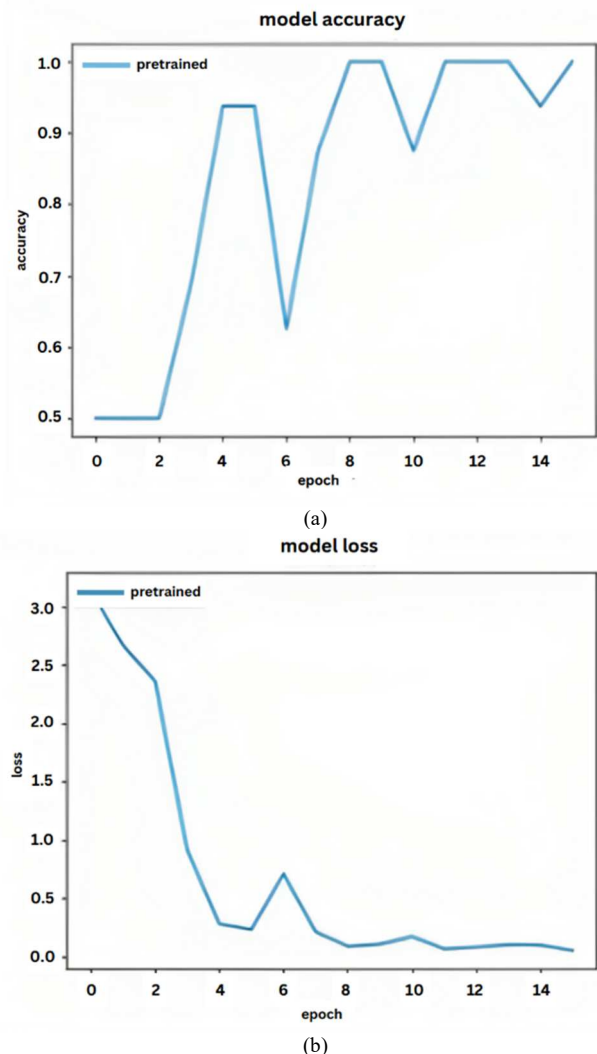 model accuracy
pretrained
1.0
0.9
0.8
0.7
0.6
0.5
accuracy
0 2 4 6 8 10 12 14
epoch
(a)
model loss
pretrained
3.0
2.5
2.0
1.5
1.0
0.5
0.0
loss
0 2 4 6 8 10 12 14
epoch
(b)